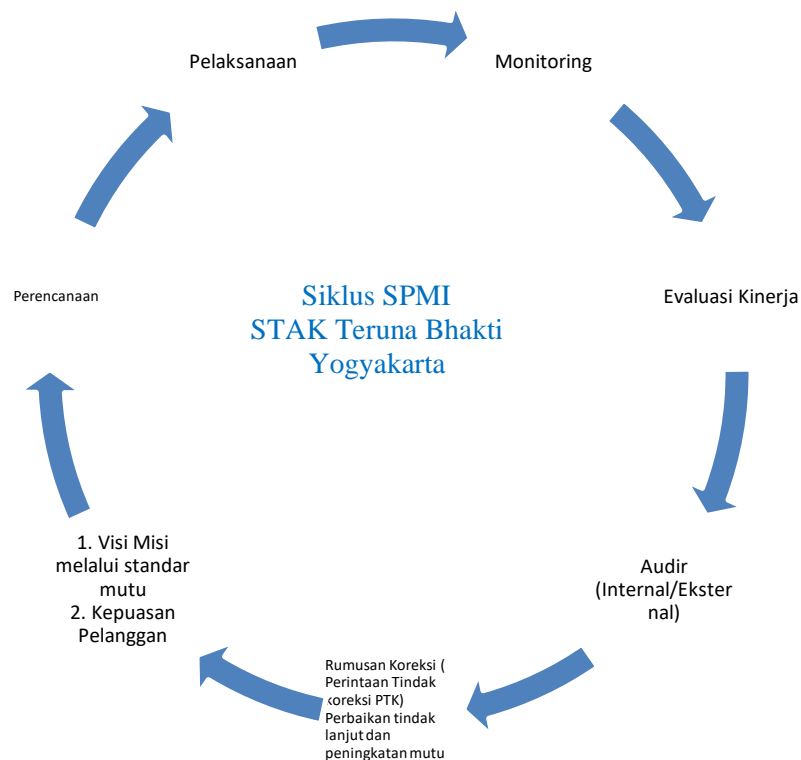 Pelaksanaan
Monitoring
Perencanaan
Siklus SPMI
STAK Teruna Bhakti
Yogyakarta
Evaluasi Kinerja
1. Visi Misi
melalui standar
mutu
2. Kepuasan
Pelanggan
Audir
(Internal/Ekster
nal)
Rumusan Koreksi (
Perintaan Tindak
koreksi PTK)
Perbaikan tindak
lanjut dan
peningkatan mutu